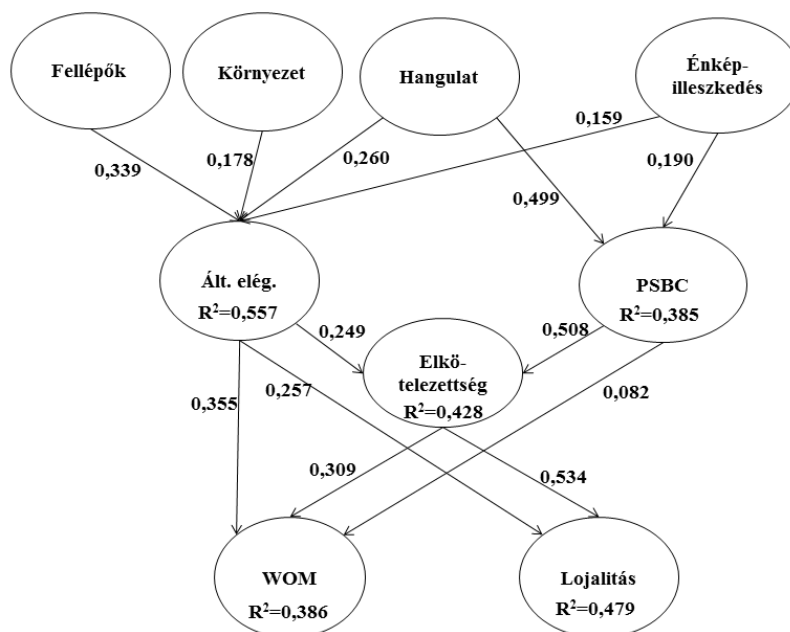 Fellépők
Környezet
Hangulat
Énkép-
illeszkedés
0,339
0,178
0,260
0,159
0,499
0,190
Ált. elég.
R²=0,557
PSBC
R²=0,385
0,249
0,508
Elkö-
telezettség
R²=0,428
0,355
0,257
0,082
0,309
0,534
WOM
R²=0,386
Lojalitás
R²=0,479